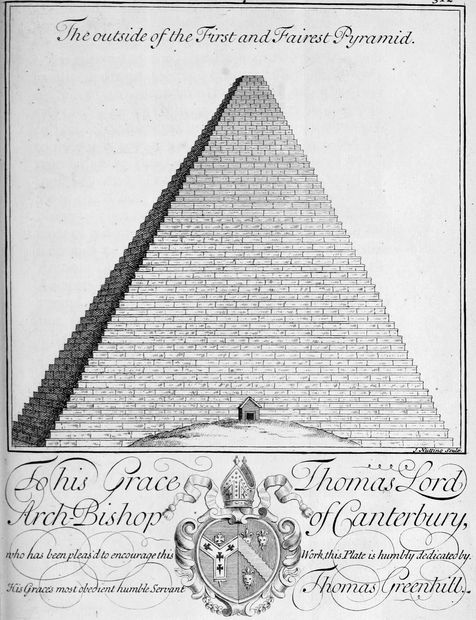 The outside of the First and Fairest Pyramid.
J. Nutting Sculp.
To his Grace Thomas Lord
Arch-Bishop of Canterbury,
who has been pleas'd to encourage this Work, this Plate is humbly dedicated by.
His Graces most obedient humble Servant Thomas Greenhill.